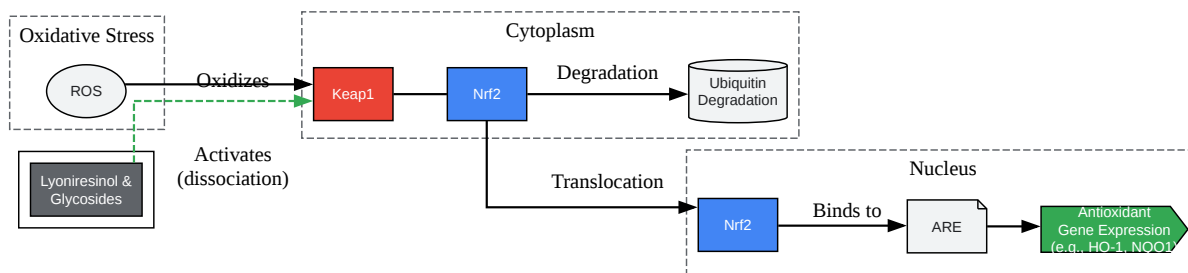 Oxidative Stress
Cytoplasm
ROS
Oxidizes
Keap1
Nrf2
Degradation
Ubiquitin
Degradation
Lyoniresinol &
Glycosides
Activates
(dissociation)
Nucleus
Translocation
Nrf2
Binds to
ARE
Antioxidant
Gene Expression
(e.g., HO-1, NQO1)